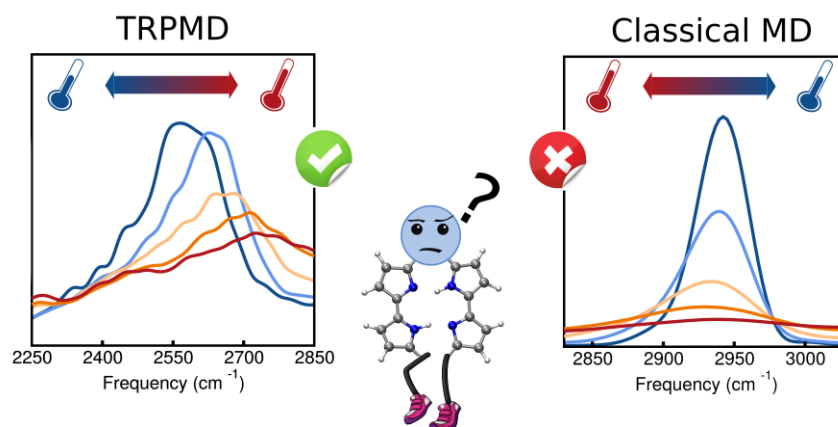 TRPMD
2250 2400 2550 2700 2850
Frequency (cm ⁻¹)
?
Classical MD
2850 2900 2950 3000
Frequency (cm ⁻¹)